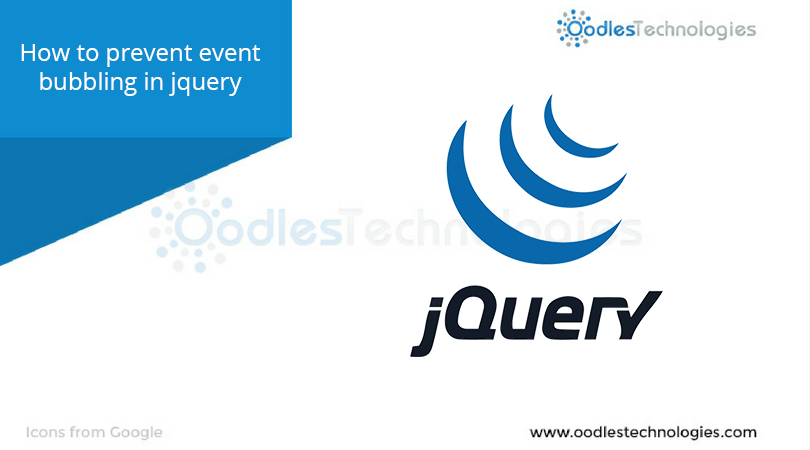 How to prevent event
bubbling in jquery
OodlesTechnologies
OodlesTechnologies
jQuery
Icons from Google
www.oodlestechnologies.com